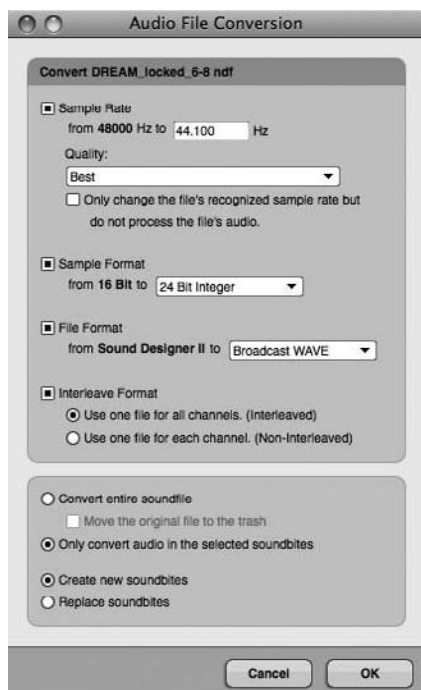 Audio File Conversion
Convert DREAM_locked_6-8 ndf
Sample Rate
from 48000 Hz to 44.100 Hz
Quality:
Best
Only change the file's recognized sample rate but
do not process the file's audio.
Sample Format
from 16 Bit to 24 Bit Integer
File Format
from Sound Designer II to Broadcast WAVE
Interleave Format
Use one file for all channels. (Interleaved)
Use one file for each channel. (Non-Interleaved)
Convert entire soundfile
Move the original file to the trash
Only convert audio in the selected soundbites
Create new soundbites
Replace soundbites
Cancel OK